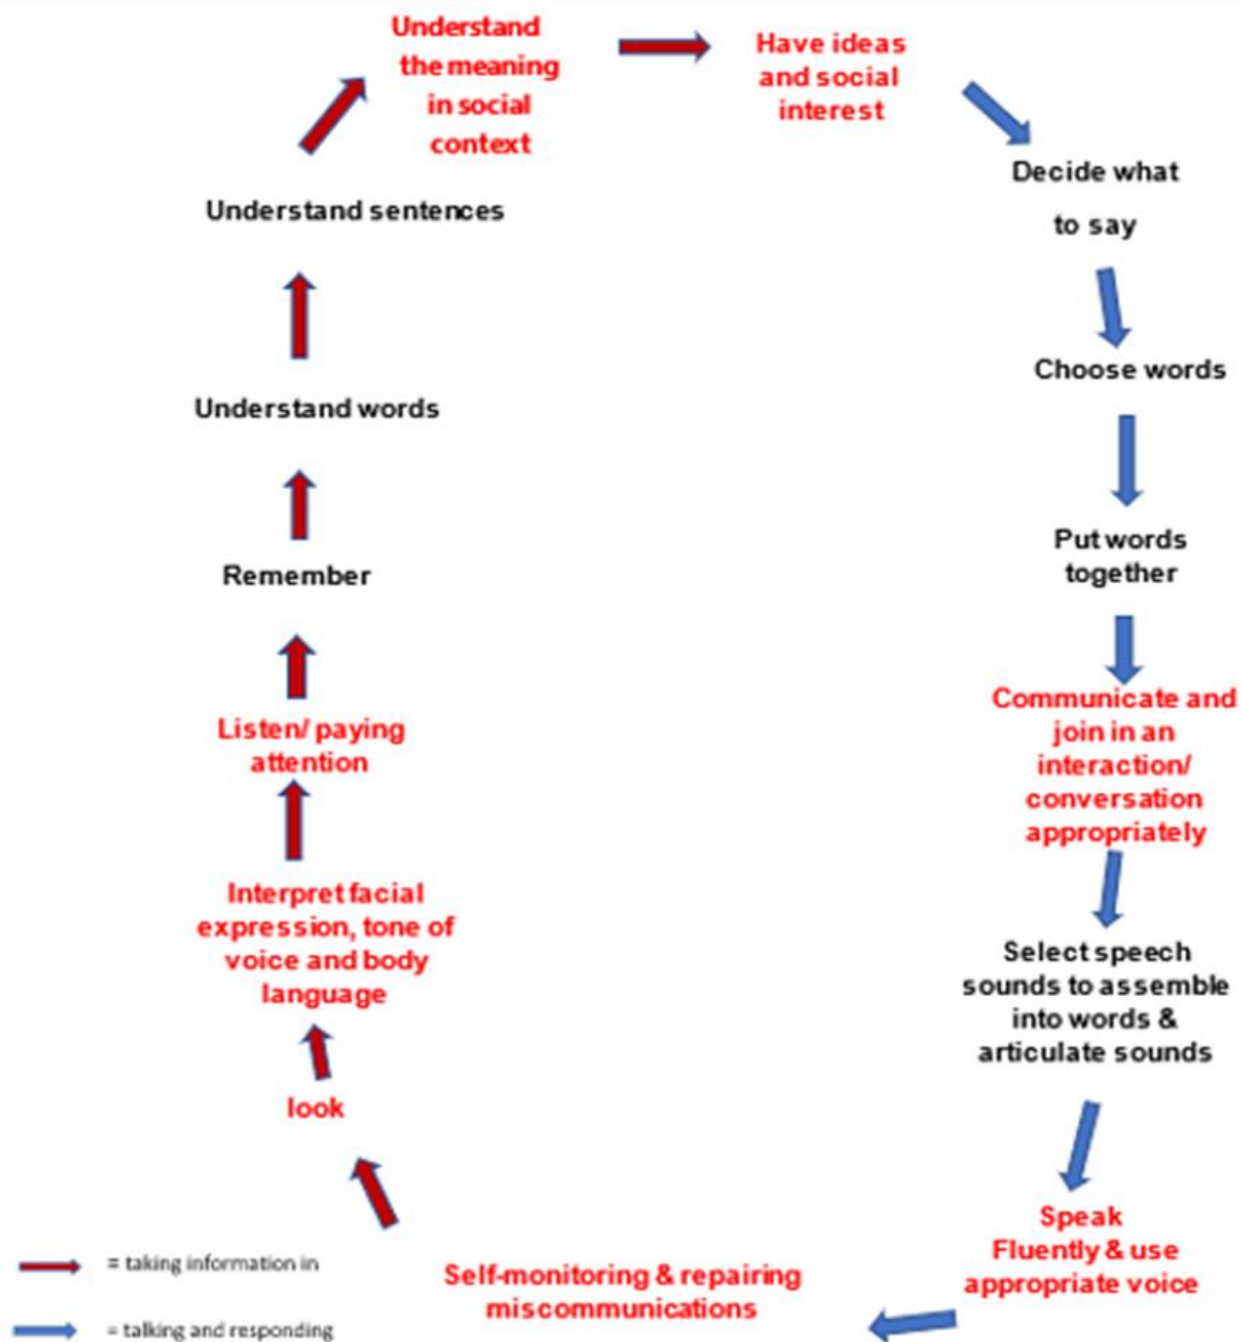 Understand
the meaning
in social
context
Have ideas
and social
interest
Decide what
to say
Choose words
Put words
together
Communicate and
join in an
interaction/
conversation
appropriately
Select speech
sounds to assemble
into words &
articulate sounds
Speak
Fluently & use
appropriate voice
Self-monitoring & repairing
miscommunications
look
Interpret facial
expression, tone of
voice and body
language
Listen/ paying
attention
Remember
Understand words
Understand sentences
= taking information in
= talking and responding